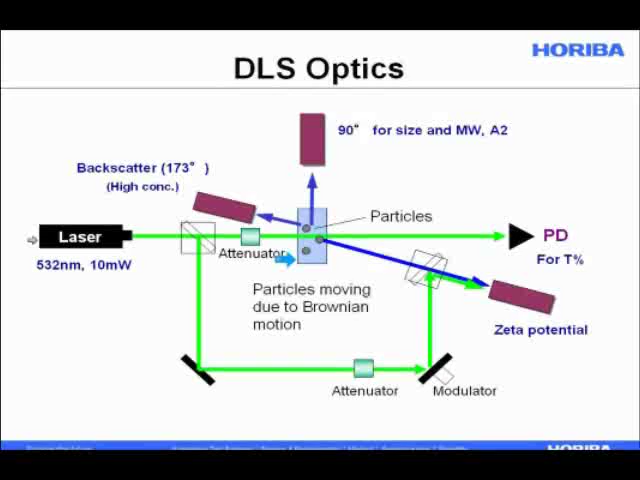 HORIBA
DLS Optics
90° for size and MW, A2
Backscatter (173°)
(High conc.)
Particles
Laser
PD
Attenuator
For T%
532nm, 10mW
Particles moving
due to Brownian
motion
Zeta potential
Attenuator
Modulator
HORIBA